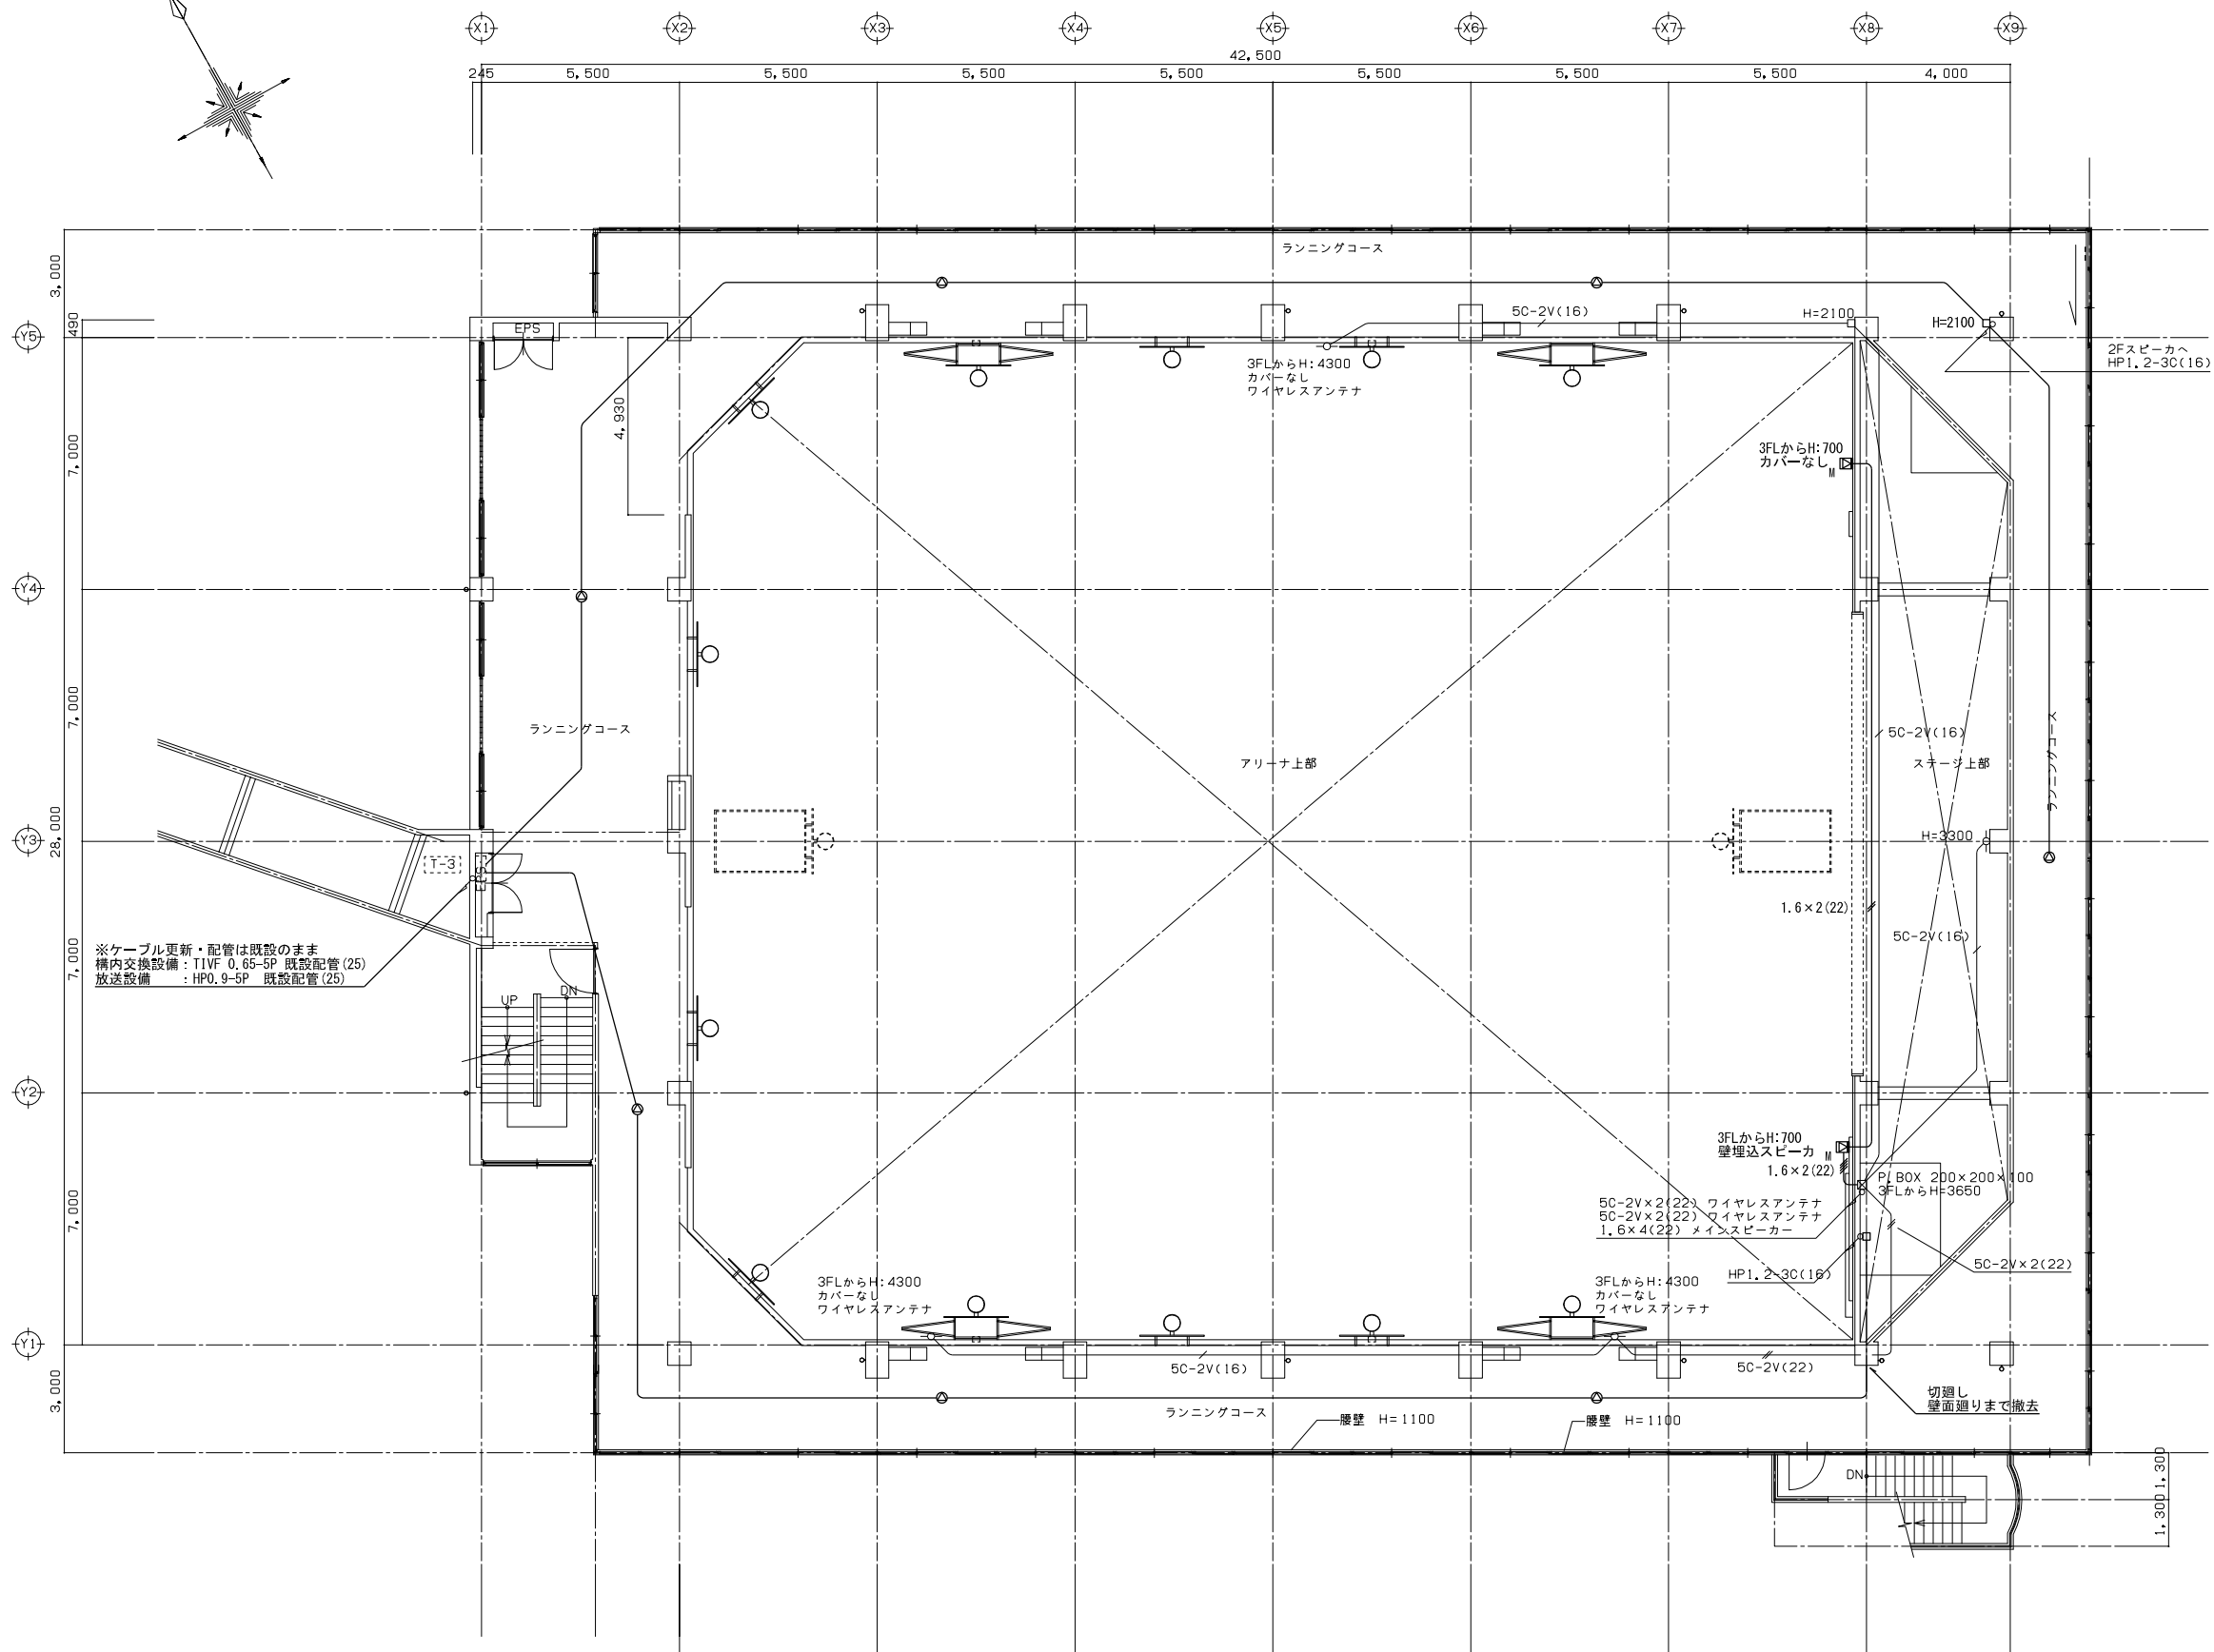 X1 X2 X3 X4 X5 X6 X7 X8 X9
42,500
245 5,500 5,500 5,500 5,500 5,500 5,500 5,500 4,000
ランニングコース
3,000
490
Y5
EPS
5C-2V(16)
H=2100
H=2100
2Fスピーカへ
HP1.2-3C(16)
3FLからH:4300
カバーなし
ワイヤレスアンテナ
4,930
7,000
3FLからH:700
カバーなし
M
Y4
7,000
ランニングコース
アリーナ上部
5C-2V(16)
ステージ上部
ランニングコース
Y3
28,000
T-3
H=3300
1.6×2(22)
5C-2V(16)
7,000
※ケーブル更新・配管は既設のまま
構内交換設備：TIVF 0.65-5P 既設配管(25)
放送設備　　：HP0.9-5P 既設配管(25)
UP
DN
Y2
3FLからH:700
壁埋込スピーカ
M
1.6×2(22)
P.BOX 200×200×100
3FLからH=3650
5C-2V×2(22) ワイヤレスアンテナ
5C-2V×2(22) ワイヤレスアンテナ
1.6×4(22) メインスピーカー
7,000
HP1.2-3C(16)
5C-2V×2(22)
3FLからH:4300
カバーなし
ワイヤレスアンテナ
3FLからH:4300
カバーなし
ワイヤレスアンテナ
Y1
5C-2V(16)
5C-2V(22)
3,000
切廻し
壁面廻りまで撤去
ランニングコース
腰壁 H=1100
腰壁 H=1100
DN
1,300
1,300